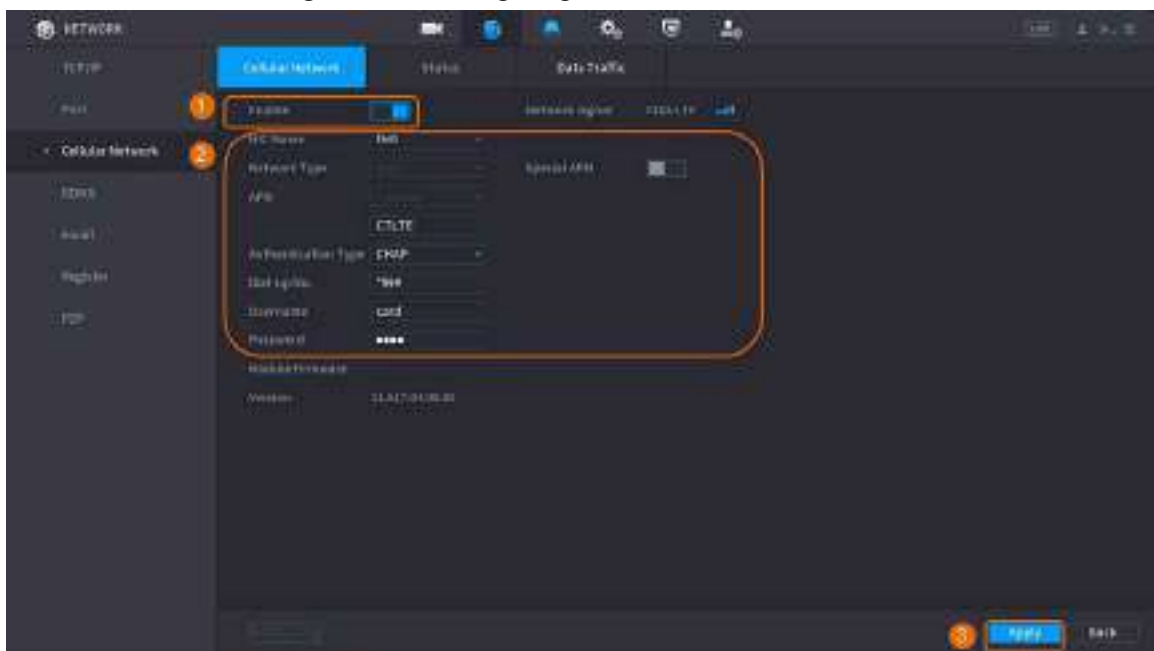 NETWORK
TCP/IP
Cellular Network
Status
Data Traffic
Port
1
Enable
Network Signal
Cellular Network
2
NIC Name
Network Type
Special APN
DDNS
APN
Email
CTLTE
Authentication Type CHAP
Register
Dial-up No.
P2P
Username card
Password ●●●●
Module Firmware
Version
3
Apply
Back